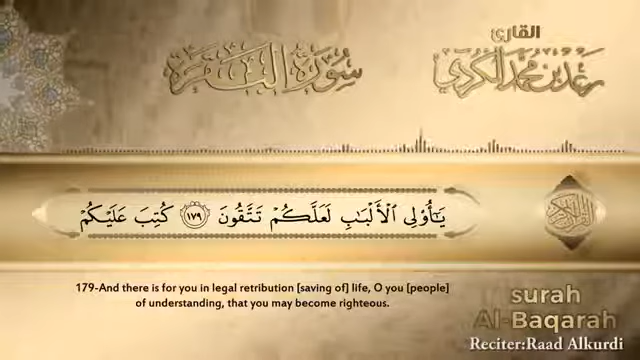 القارئ
رعد بن محمد الكردي
سورة البقرة
يَٰٓأُو۟لِى ٱلْأَلْبَٰبِ لَعَلَّكُمْ تَتَّقُونَ ١٧٩ كُتِبَ عَلَيْكُمْ
179-And there is for you in legal retribution [saving of] life, O you [people]
of understanding, that you may become righteous.
surah
Al-Baqarah
Reciter:Raad Alkurdi